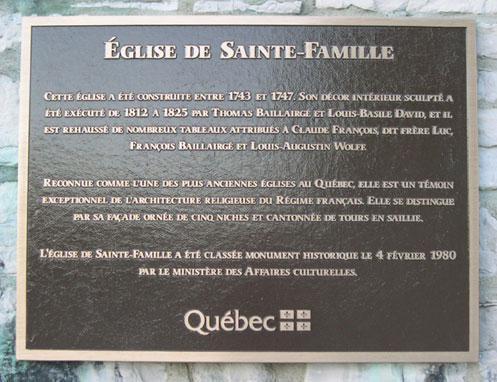 ÉGLISE DE SAINTE-FAMILLE
CETTE ÉGLISE A ÉTÉ CONSTRUITE ENTRE 1743 ET 1747. SON DÉCOR INTÉRIEUR SCULPTÉ A
ÉTÉ EXÉCUTÉ DE 1812 À 1825 PAR THOMAS BAILLAIRGÉ ET LOUIS-BASILE DAVID, ET IL
EST REHAUSSÉ DE NOMBREUX TABLEAUX ATTRIBUÉS À CLAUDE FRANÇOIS, DIT FRÈRE LUC,
FRANÇOIS BAILLAIRGÉ ET LOUIS-AUGUSTIN WOLFF.
RECONNUE COMME L'UNE DES PLUS ANCIENNES ÉGLISES AU QUÉBEC, ELLE EST UN TÉMOIN
EXCEPTIONNEL DE L'ARCHITECTURE RELIGIEUSE DU RÉGIME FRANÇAIS. ELLE SE DISTINGUE
PAR SA FAÇADE ORNÉE DE CINQ NICHES ET CANTONNÉE DE TOURS EN SAILLIE.
L'ÉGLISE DE SAINTE-FAMILLE A ÉTÉ CLASSÉE MONUMENT HISTORIQUE LE 4 FÉVRIER 1980
PAR LE MINISTÈRE DES AFFAIRES CULTURELLES.
Québec